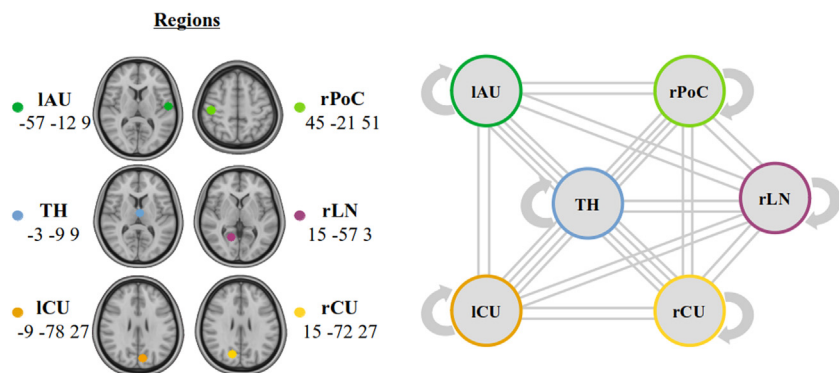 Regions
lAU
-57 -12 9
rPoC
45 -21 51
TH
-3 -9 9
rLN
15 -57 3
lCU
-9 -78 27
rCU
15 -72 27
lAU
rPoC
TH
rLN
lCU
rCU